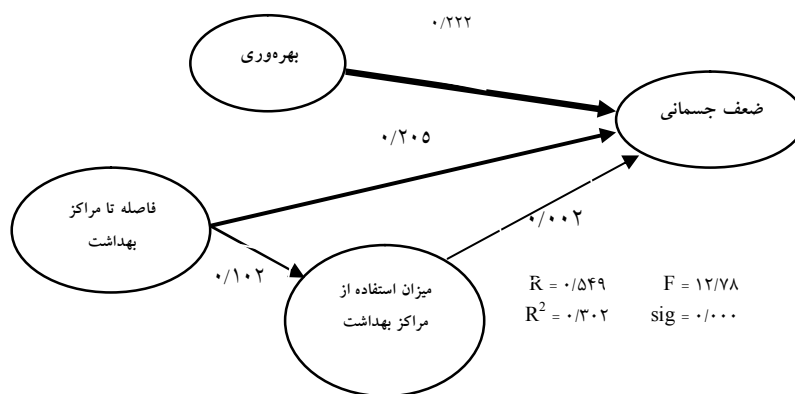 ۰/۲۲۲
بهره‌وری
ضعف جسمانی
۰/۲۰۵
فاصله تا مراکز
بهداشت
۰/۰۰۲
۰/۱۰۲
میزان استفاده از
مراکز بهداشت
R = ۰/۵۴۹ F = ۱۲/۷۸
R² = ۰/۳۰۲ sig = ۰/۰۰۰